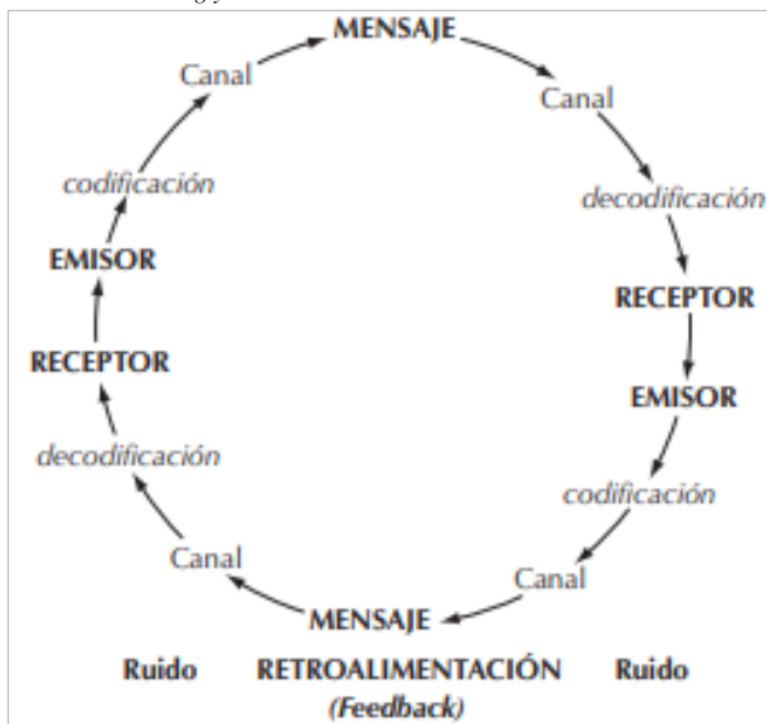 MENSAJE
Canal
Canal
codificación
decodificación
EMISOR
RECEPTOR
RECEPTOR
EMISOR
decodificación
codificación
Canal
Canal
MENSAJE
Ruido RETROALIMENTACIÓN Ruido
(Feedback)